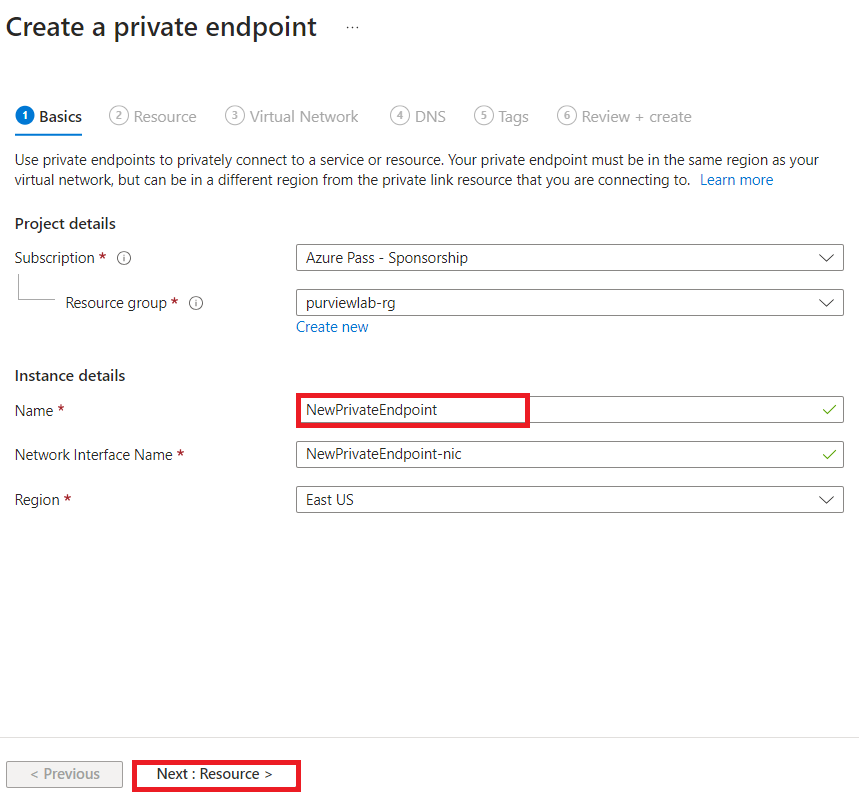 Create a private endpoint ...
1 Basics 2 Resource 3 Virtual Network 4 DNS 5 Tags 6 Review + create
Use private endpoints to privately connect to a service or resource. Your private endpoint must be in the same region as your
virtual network, but can be in a different region from the private link resource that you are connecting to. Learn more
Project details
Subscription * Azure Pass - Sponsorship
Resource group * purviewlab-rg
Create new
Instance details
Name * NewPrivateEndpoint
Network Interface Name * NewPrivateEndpoint-nic
Region * East US
< Previous Next : Resource >